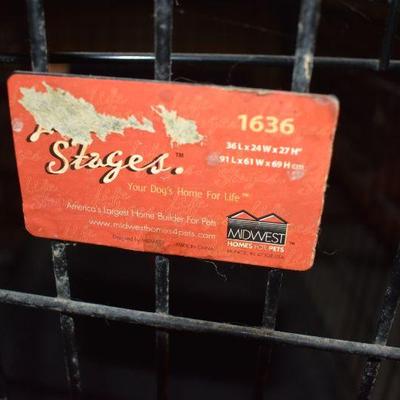 1636
36 L x 24 W x 27 H"
91 L x 61 W x 69 H cm
Stages.™
Your Dog's Home For Life™
America's Largest Home Builder For Pets
www.midwesthomes4pets.com
MIDWEST
HOMES FOR PETS
MADE IN CHINA